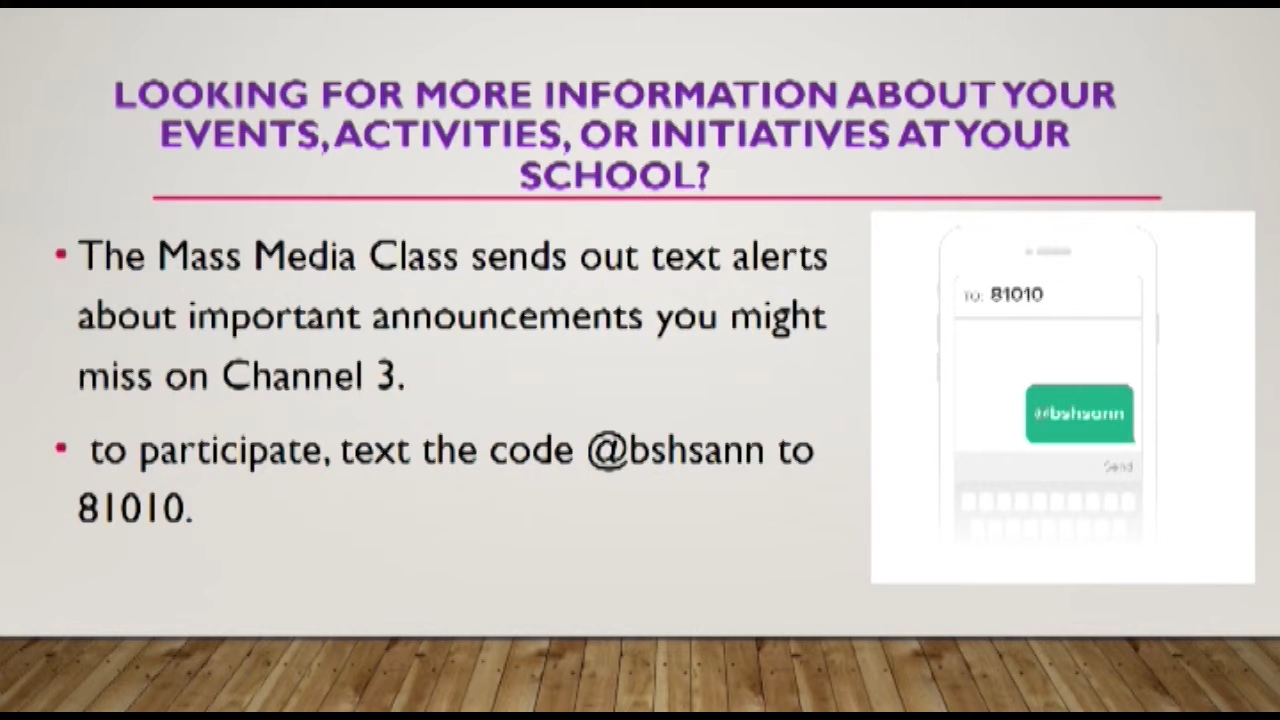 LOOKING FOR MORE INFORMATION ABOUT YOUR
EVENTS, ACTIVITIES, OR INITIATIVES AT YOUR
SCHOOL?
• The Mass Media Class sends out text alerts
about important announcements you might
miss on Channel 3.
• to participate, text the code @bshsann to
81010.
TO: 81010
@bshsann
Send